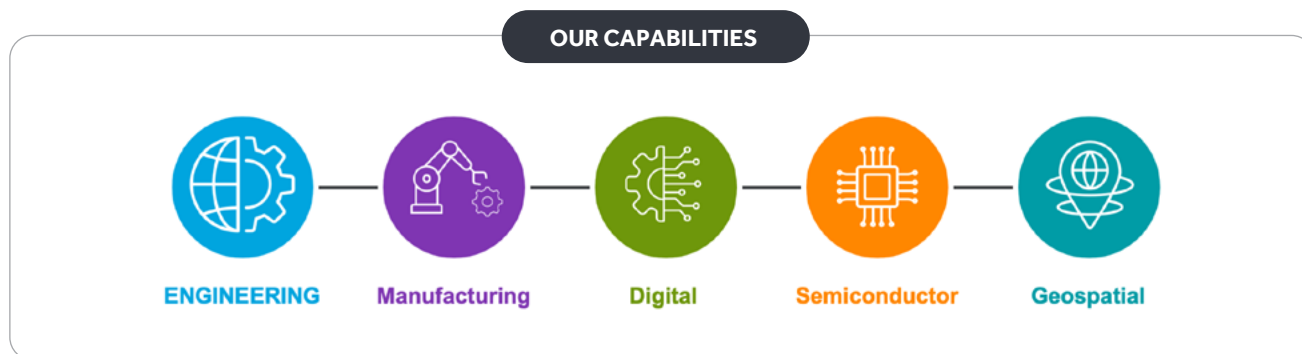 OUR CAPABILITIES
ENGINEERING
Manufacturing
Digital
Semiconductor
Geospatial